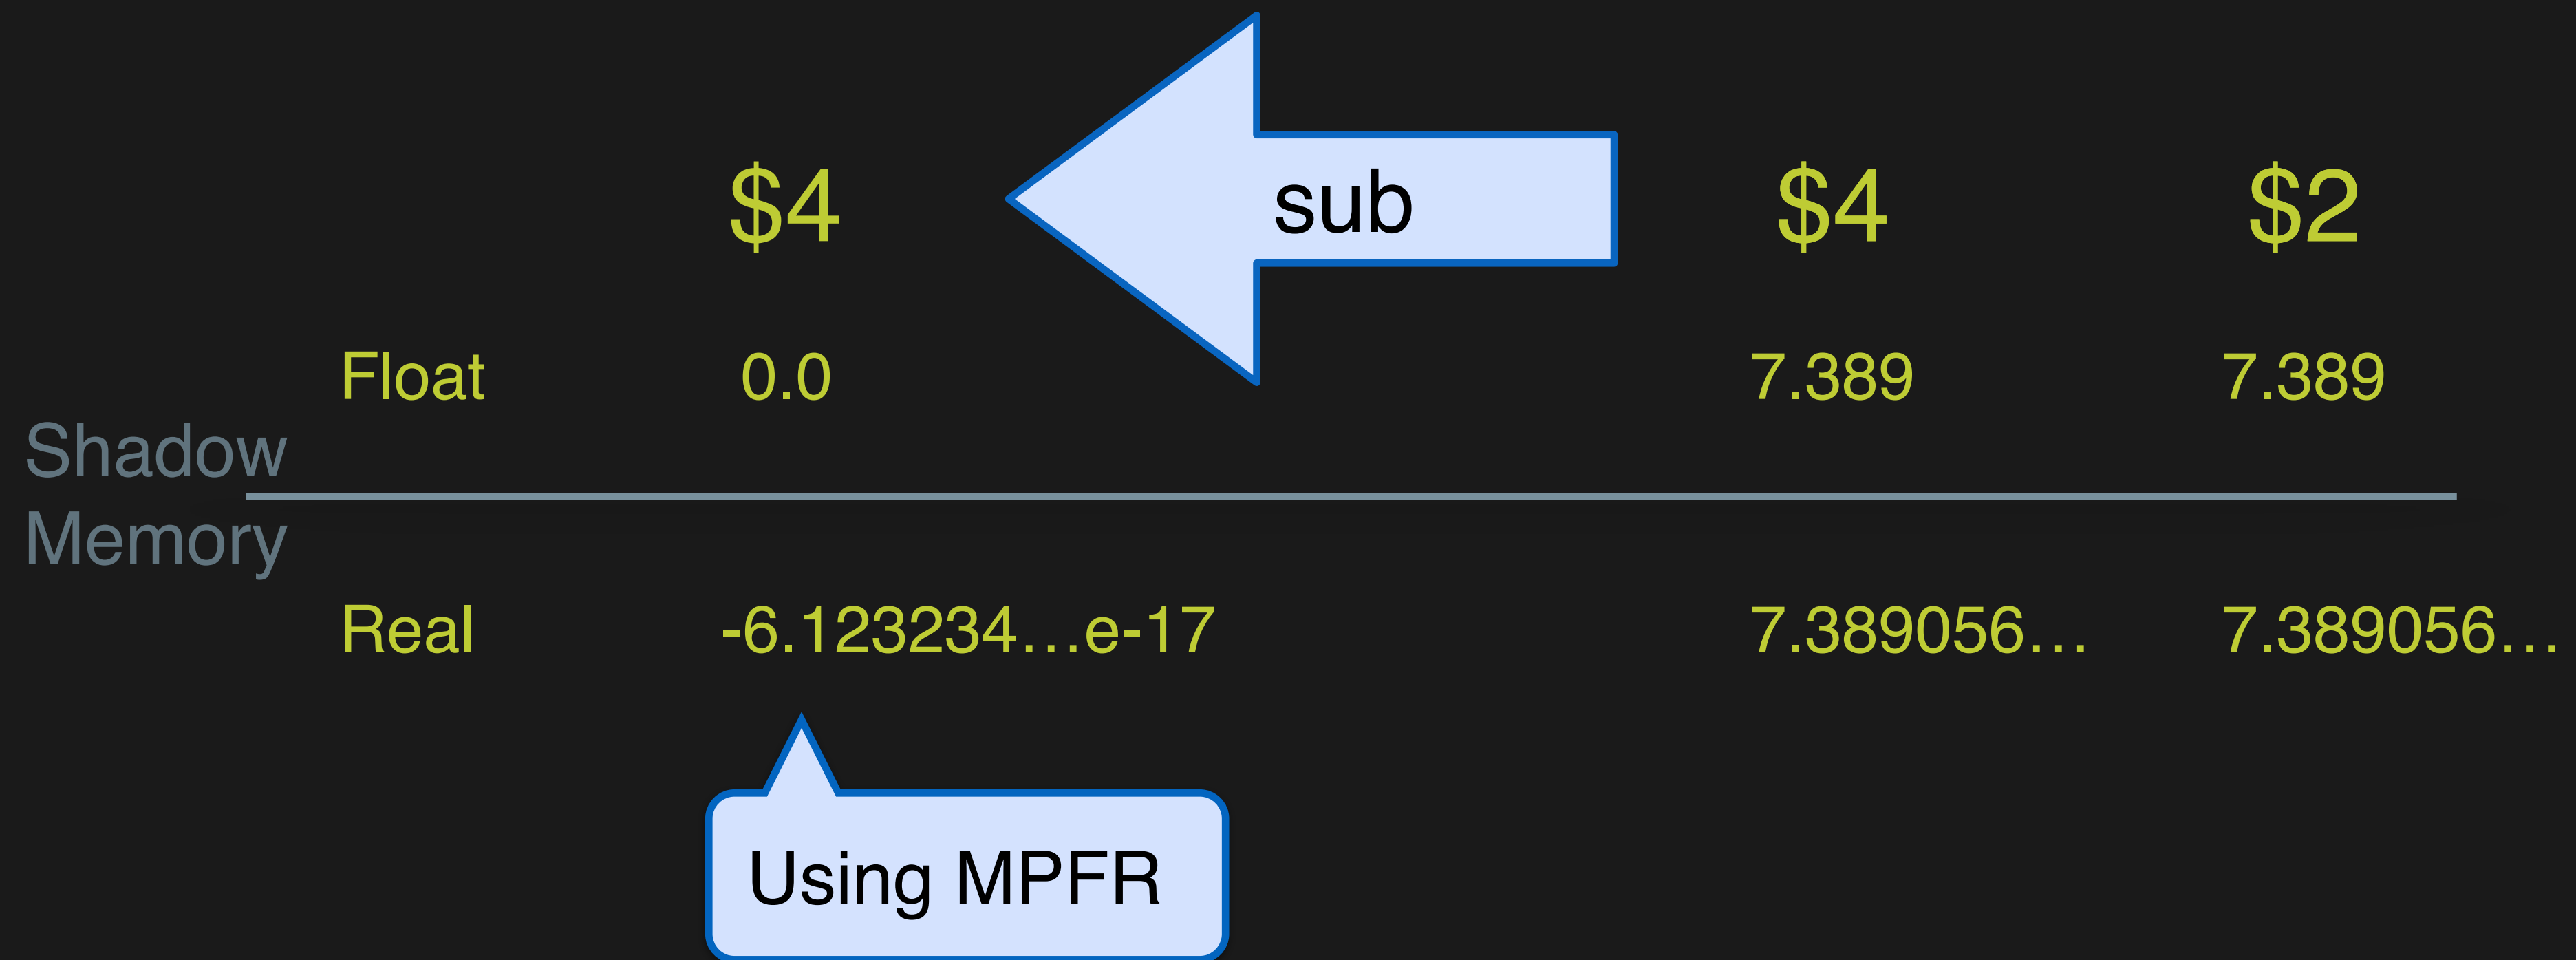 $4 sub $4 $2
Float 0.0 7.389 7.389
Shadow
Memory
Real -6.123234…e-17 7.389056… 7.389056…
Using MPFR